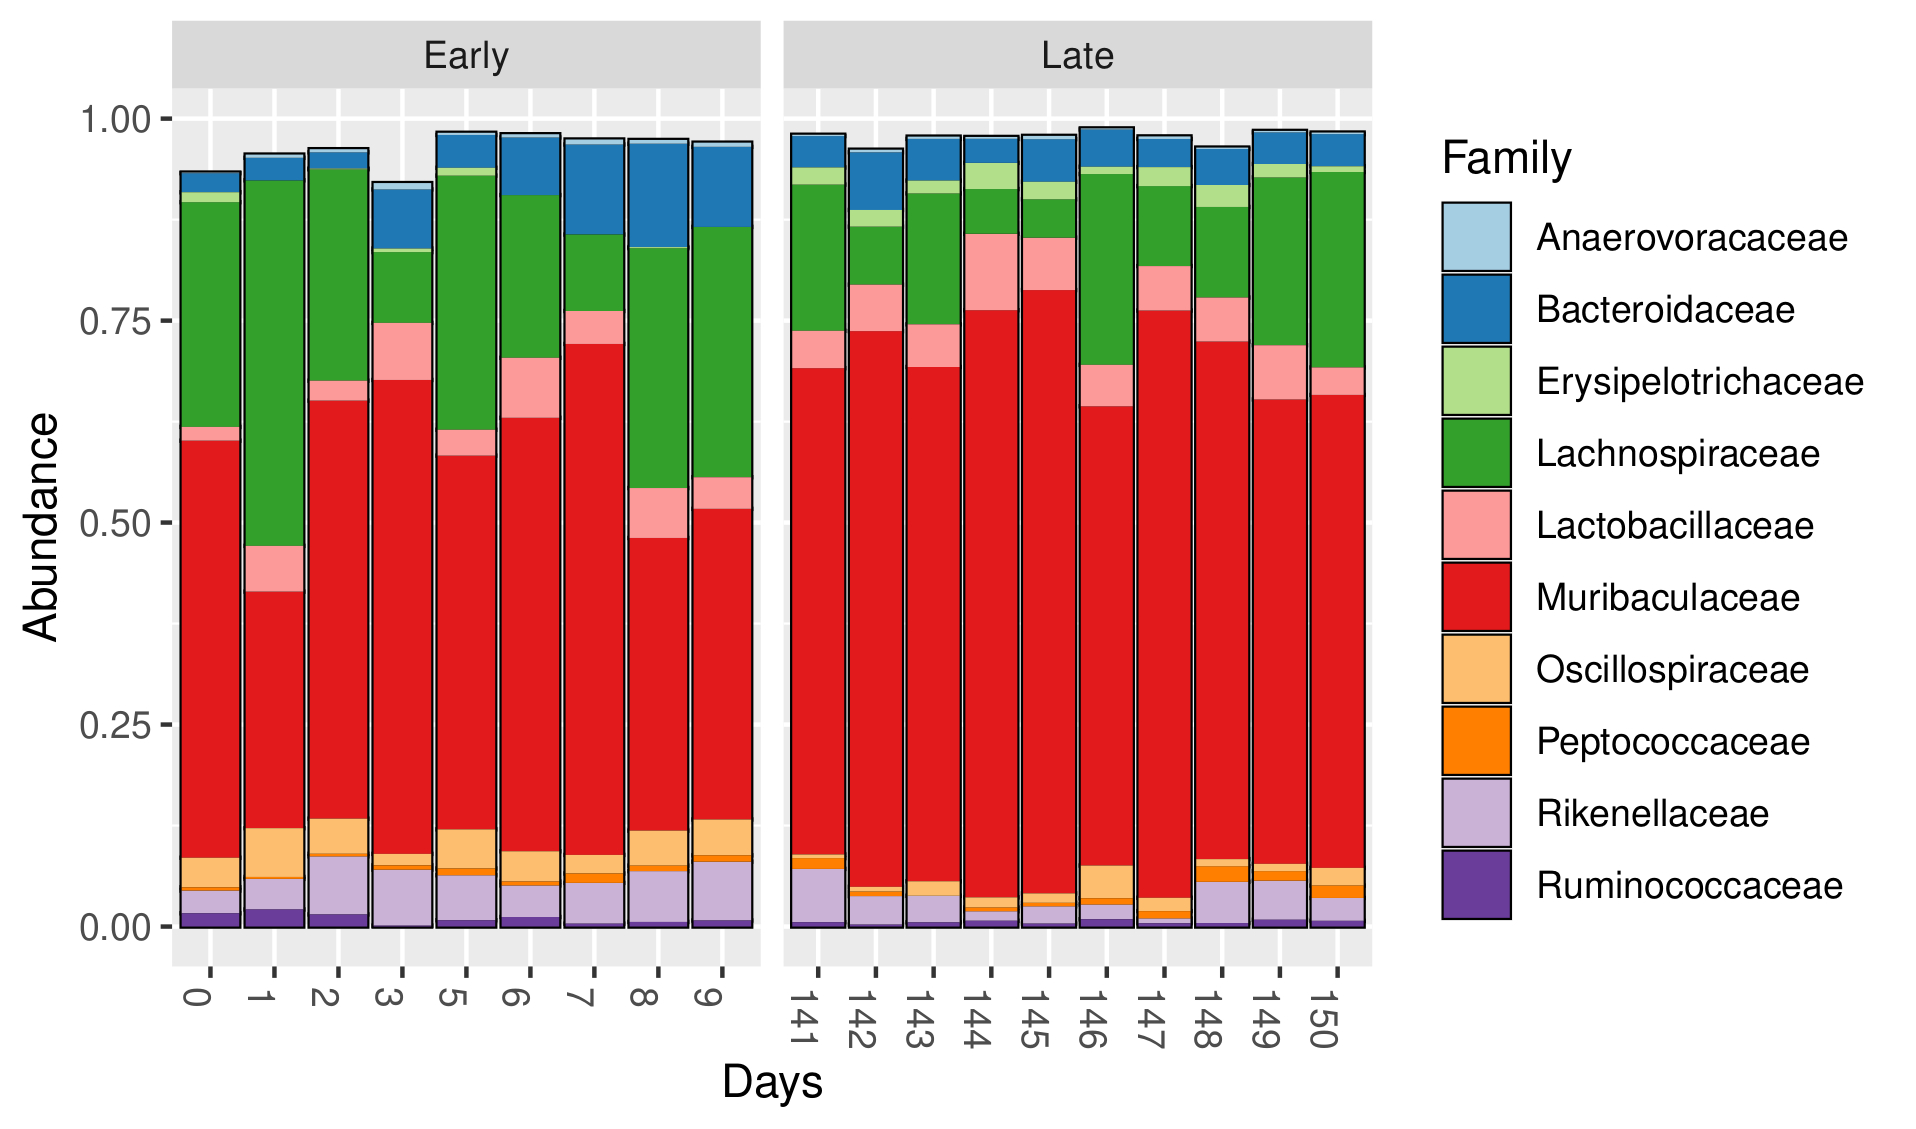 Early
Late
1.00
0.75
0.50
0.25
0.00
Abundance
0
1
2
3
5
6
7
8
9
141
142
143
144
145
146
147
148
149
150
Days
Family
Anaerovoracaceae
Bacteroidaceae
Erysipelotrichaceae
Lachnospiraceae
Lactobacillaceae
Muribaculaceae
Oscillospiraceae
Peptococcaceae
Rikenellaceae
Ruminococcaceae